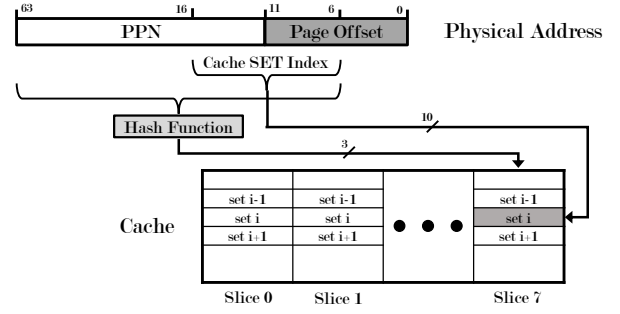 63 16 11 6 0
PPN Page Offset Physical Address
Cache SET Index
10
Hash Function
3
set i-1 set i-1 set i-1
Cache set i set i set i
set i+1 set i+1 set i+1
Slice 0 Slice 1 Slice 7